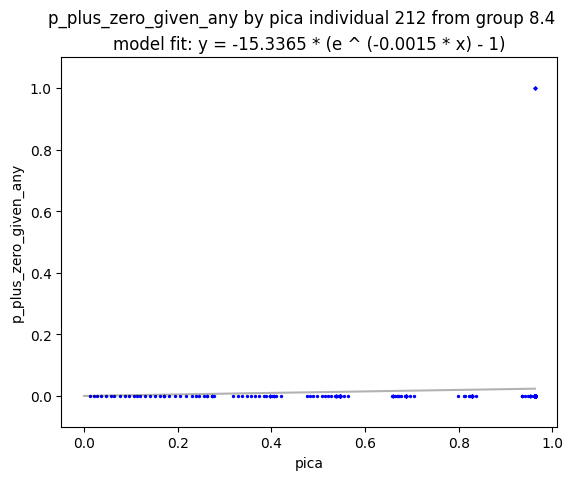 p_plus_zero_given_any by pica individual 212 from group 8.4
model fit: y = -15.3365 * (e ^ (-0.0015 * x) - 1)
1.0
0.8
0.6
0.4
0.2
0.0
p_plus_zero_given_any
0.0 0.2 0.4 0.6 0.8 1.0
pica